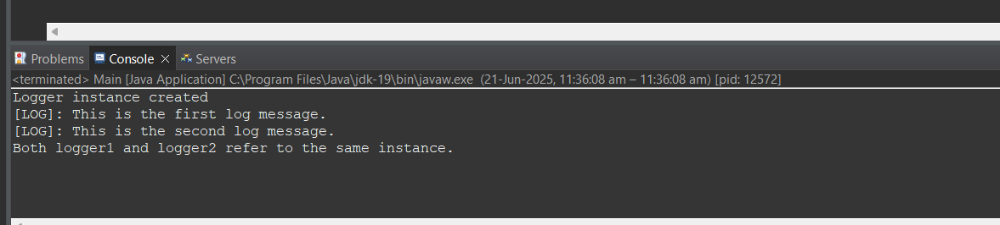 Problems Console Servers
<terminated> Main [Java Application] C:\Program Files\Java\jdk-19\bin\javaw.exe (21-Jun-2025, 11:36:08 am – 11:36:08 am) [pid: 12572]
Logger instance created
[LOG]: This is the first log message.
[LOG]: This is the second log message.
Both logger1 and logger2 refer to the same instance.